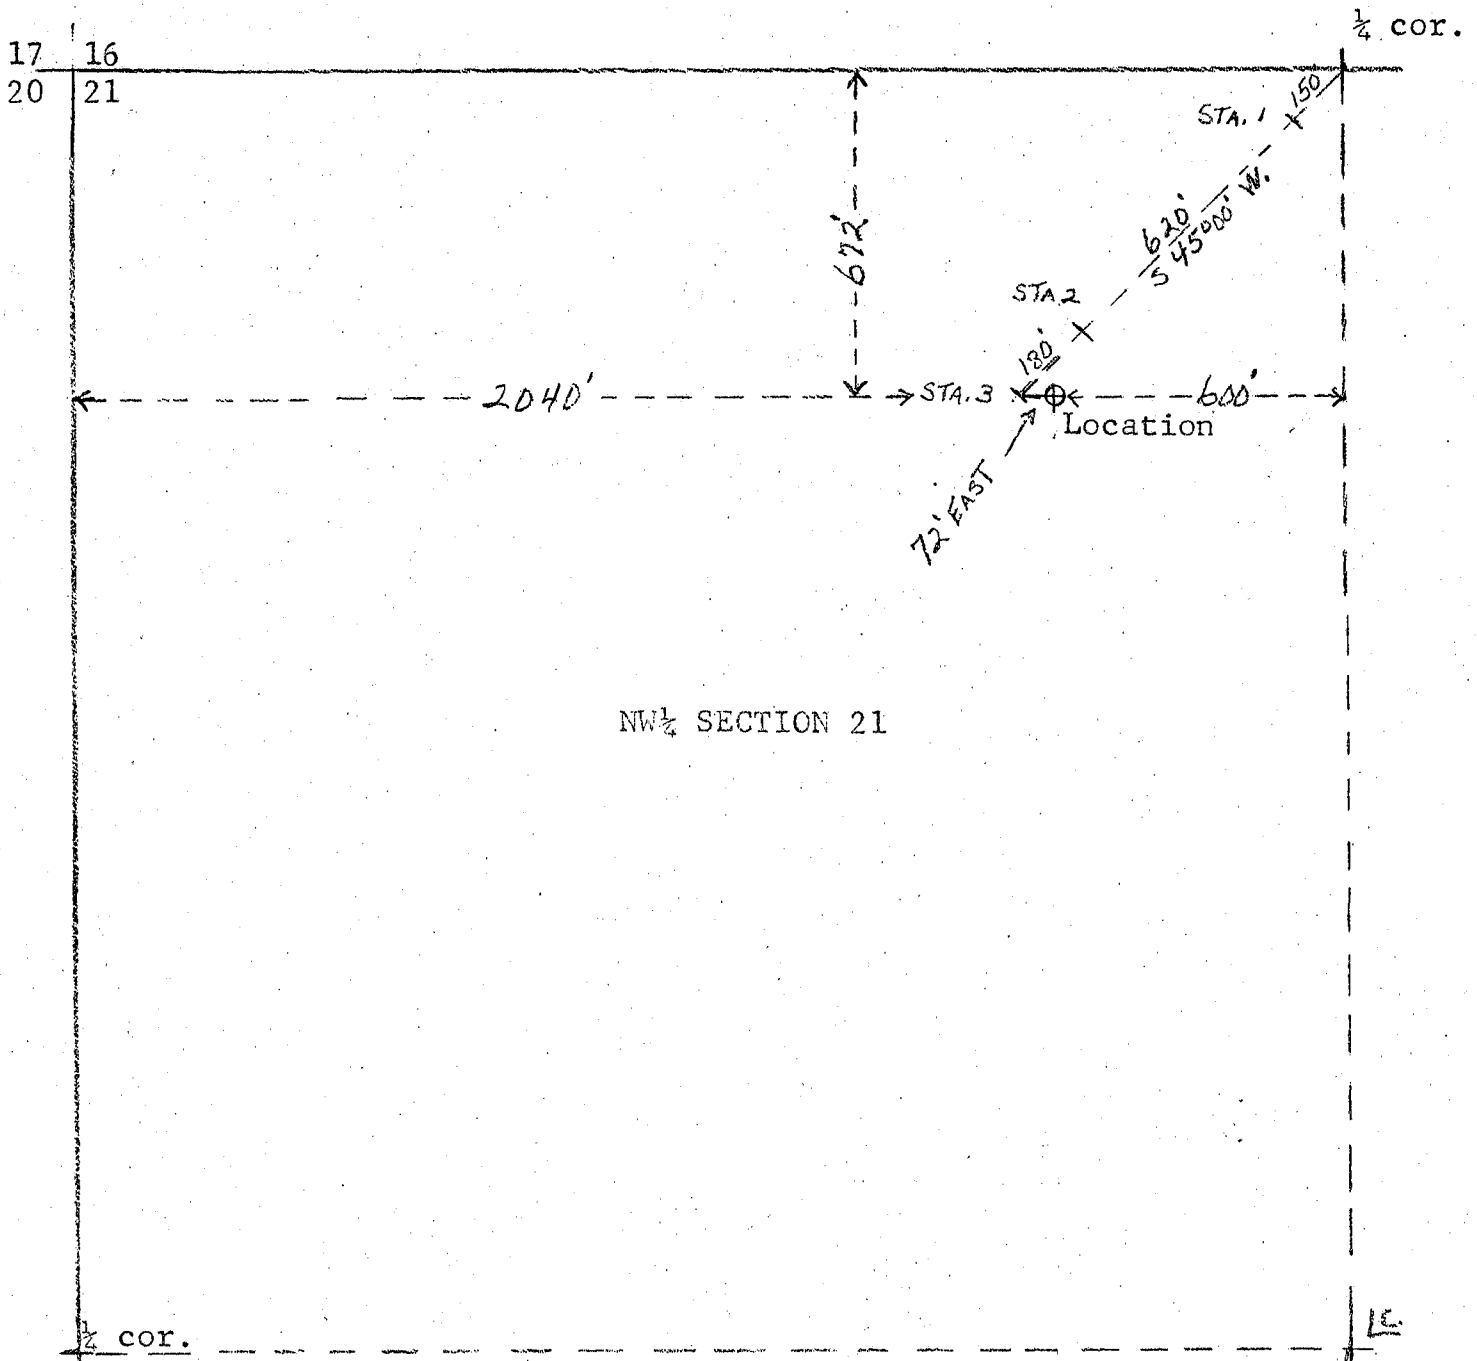 ¼ cor.
17 16
20 21
150
STA. 1
620'
S 45°00' W.
672'
STA 2
180'
2040'
STA. 3
600'
Location
72' EAST
NW¼ SECTION 21
¼ cor.